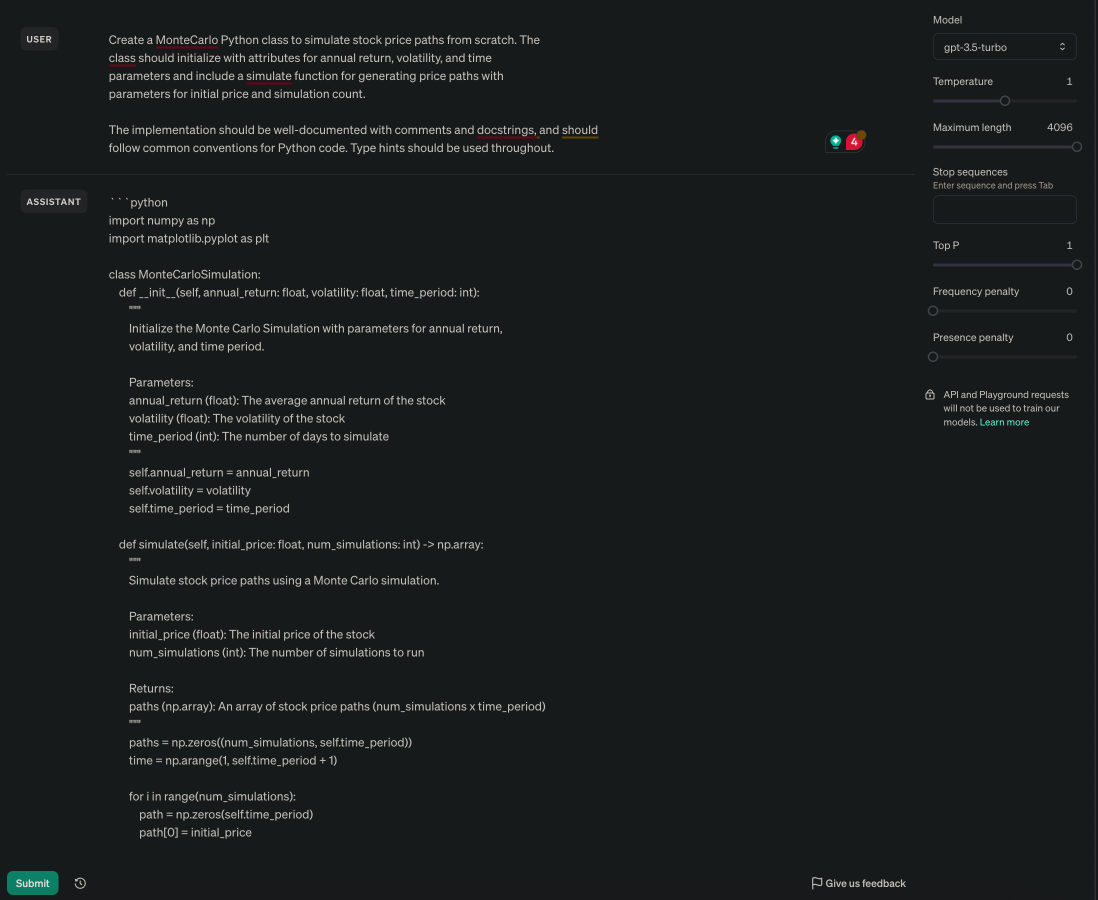 USER
Create a MonteCarlo Python class to simulate stock price paths from scratch. The
class should initialize with attributes for annual return, volatility, and time
parameters and include a simulate function for generating price paths with
parameters for initial price and simulation count.
The implementation should be well-documented with comments and docstrings, and should
follow common conventions for Python code. Type hints should be used throughout.
4
ASSISTANT
```python
import numpy as np
import matplotlib.pyplot as plt
class MonteCarloSimulation:
def __init__(self, annual_return: float, volatility: float, time_period: int):
"""
Initialize the Monte Carlo Simulation with parameters for annual return,
volatility, and time period.
Parameters:
annual_return (float): The average annual return of the stock
volatility (float): The volatility of the stock
time_period (int): The number of days to simulate
"""
self.annual_return = annual_return
self.volatility = volatility
self.time_period = time_period
def simulate(self, initial_price: float, num_simulations: int) -> np.array:
"""
Simulate stock price paths using a Monte Carlo simulation.
Parameters:
initial_price (float): The initial price of the stock
num_simulations (int): The number of simulations to run
Returns:
paths (np.array): An array of stock price paths (num_simulations x time_period)
"""
paths = np.zeros((num_simulations, self.time_period))
time = np.arange(1, self.time_period + 1)
for i in range(num_simulations):
path = np.zeros(self.time_period)
path[0] = initial_price
Submit
Give us feedback
Model
gpt-3.5-turbo
Temperature 1
Maximum length 4096
Stop sequences
Enter sequence and press Tab
Top P 1
Frequency penalty 0
Presence penalty 0
API and Playground requests
will not be used to train our
models. Learn more